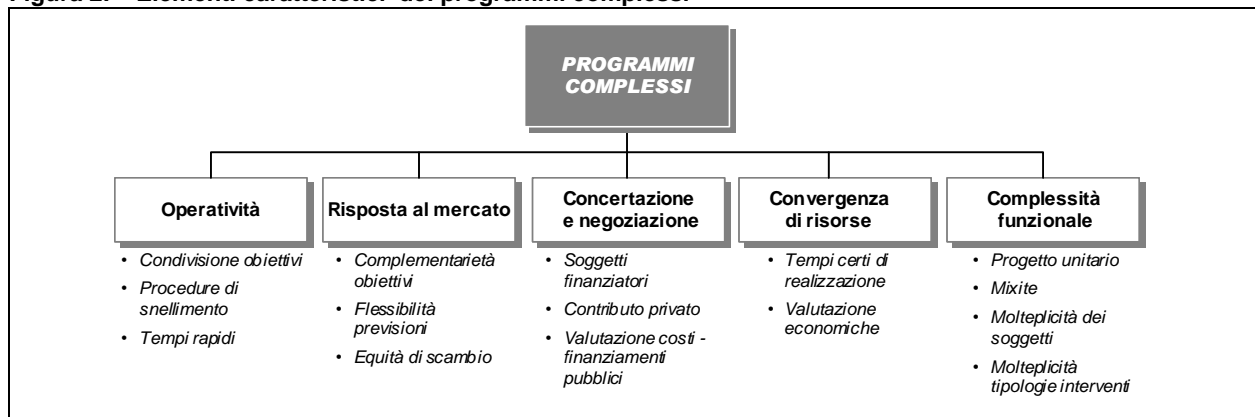 Figura 2. - Elementi caratteristici dei programmi complessi
PROGRAMMI
COMPLESSI
Operatività
• Condivisione obiettivi
• Procedure di
snellimento
• Tempi rapidi
Risposta al mercato
• Complementarietà
obiettivi
• Flessibilità
previsioni
• Equità di scambio
Concertazione
e negoziazione
• Soggetti
finanziatori
• Contributo privato
• Valutazione costi -
finanziamenti
pubblici
Convergenza
di risorse
• Tempi certi di
realizzazione
• Valutazione
economiche
Complessità
funzionale
• Progetto unitario
• Mixite
• Molteplicità dei
soggetti
• Molteplicità
tipologie interventi